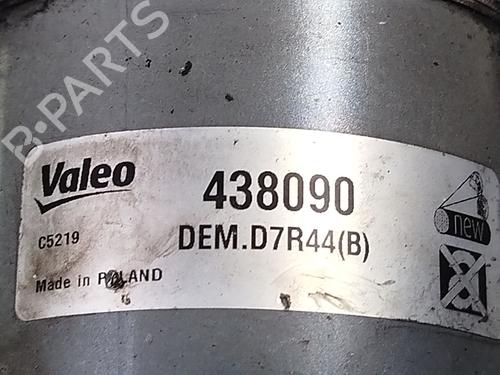 B-PARTS
Valeo
438090
new
C5219
DEM.D7R44(B)
Made in POLAND